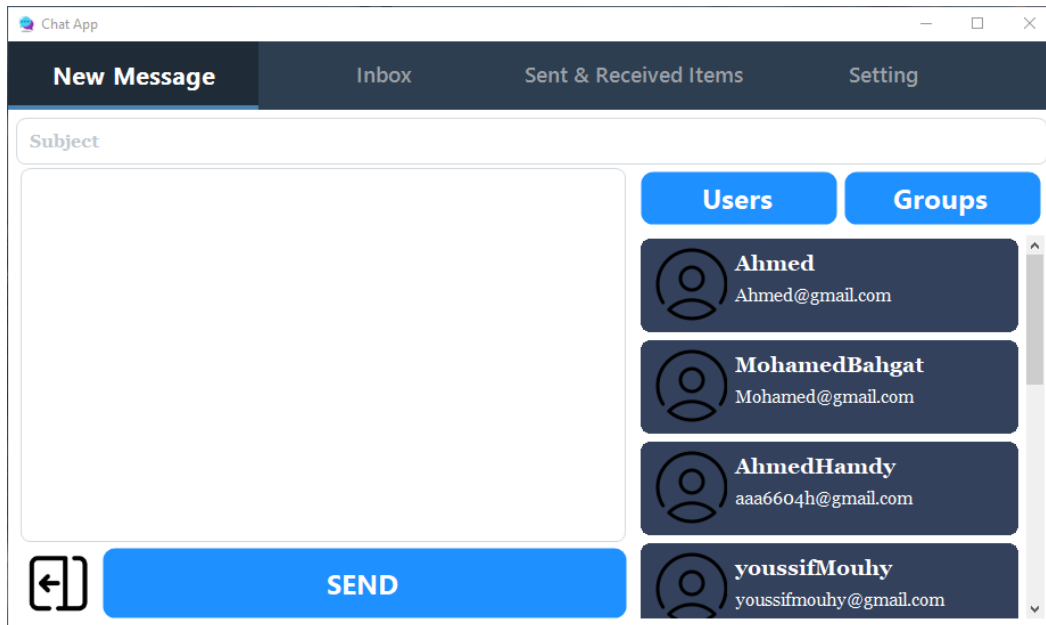 Chat App
New Message Inbox Sent & Received Items Setting
Subject
Users Groups
Ahmed
Ahmed@gmail.com
MohamedBahgat
Mohamed@gmail.com
AhmedHamdy
aaa6604h@gmail.com
youssifMouhy
youssifmouhy@gmail.com
SEND